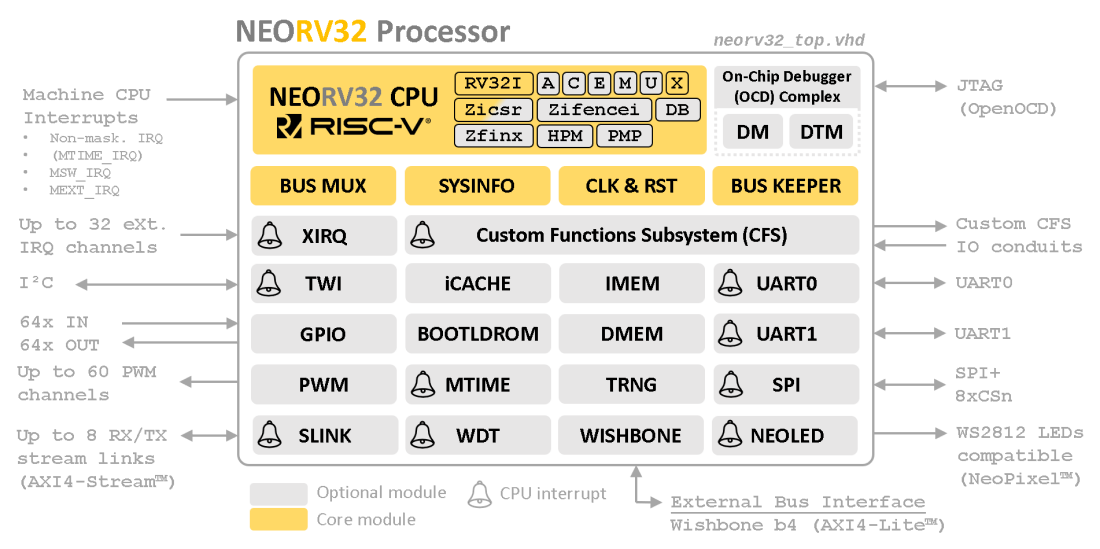 NEORV32 Processor
neorv32_top.vhd
NEORV32 CPU
RISC-V®
RV32I A C E M U X
Zicsr Zifencei DB
Zfinx HPM PMP
On-Chip Debugger
(OCD) Complex
DM DTM
BUS MUX SYSINFO CLK & RST BUS KEEPER
XIRQ Custom Functions Subsystem (CFS)
TWI iCACHE IMEM UART0
GPIO BOOTLDROM DMEM UART1
PWM MTIME TRNG SPI
SLINK WDT WISHBONE NEOLED
Machine CPU
Interrupts
• Non-mask. IRQ
• (MTIME_IRQ)
• MSW_IRQ
• MEXT_IRQ
Up to 32 eXt.
IRQ channels
I²C
64x IN
64x OUT
Up to 60 PWM
channels
Up to 8 RX/TX
stream links
(AXI4-Stream™)
JTAG
(OpenOCD)
Custom CFS
IO conduits
UART0
UART1
SPI+
8xCSn
WS2812 LEDs
compatible
(NeoPixel™)
Optional module CPU interrupt
Core module
External Bus Interface
Wishbone b4 (AXI4-Lite™)